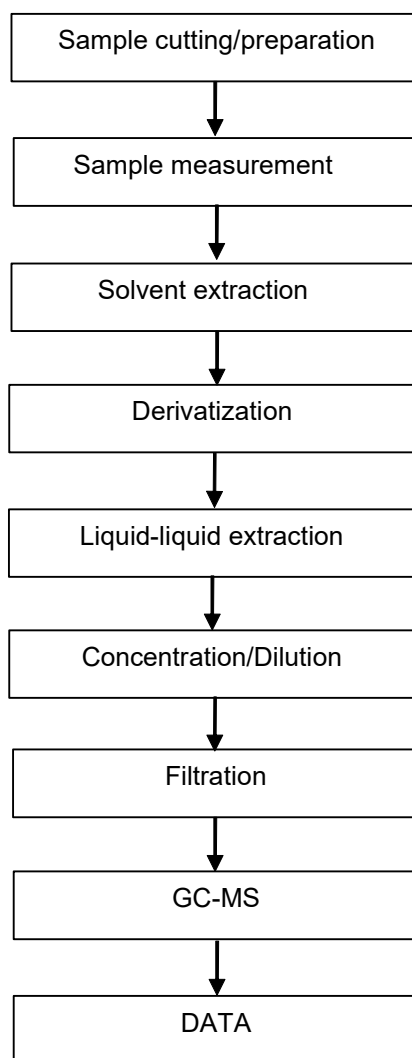 Sample cutting/preparation
Sample measurement
Solvent extraction
Derivatization
Liquid-liquid extraction
Concentration/Dilution
Filtration
GC-MS
DATA